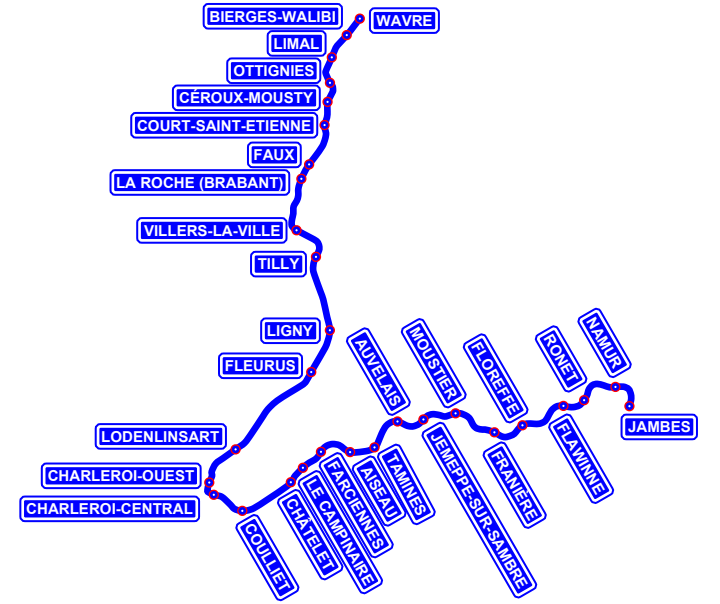 BIERGES-WALIBI
WAVRE
LIMAL
OTTIGNIES
CÉROUX-MOUSTY
COURT-SAINT-ETIENNE
FAUX
LA ROCHE (BRABANT)
VILLERS-LA-VILLE
TILLY
LIGNY
FLEURUS
LODENLINSART
CHARLEROI-OUEST
CHARLEROI-CENTRAL
COULLIET
CHATELET
LE CAMPINAIRE
FARCIENNES
AISEAU
TAMINES
AUVELAIS
JEMEPPE-SUR-SAMBRE
MOUSTIER
FRANIÈRE
FLOREFFE
FLAWINNE
RONET
NAMUR
JAMBES